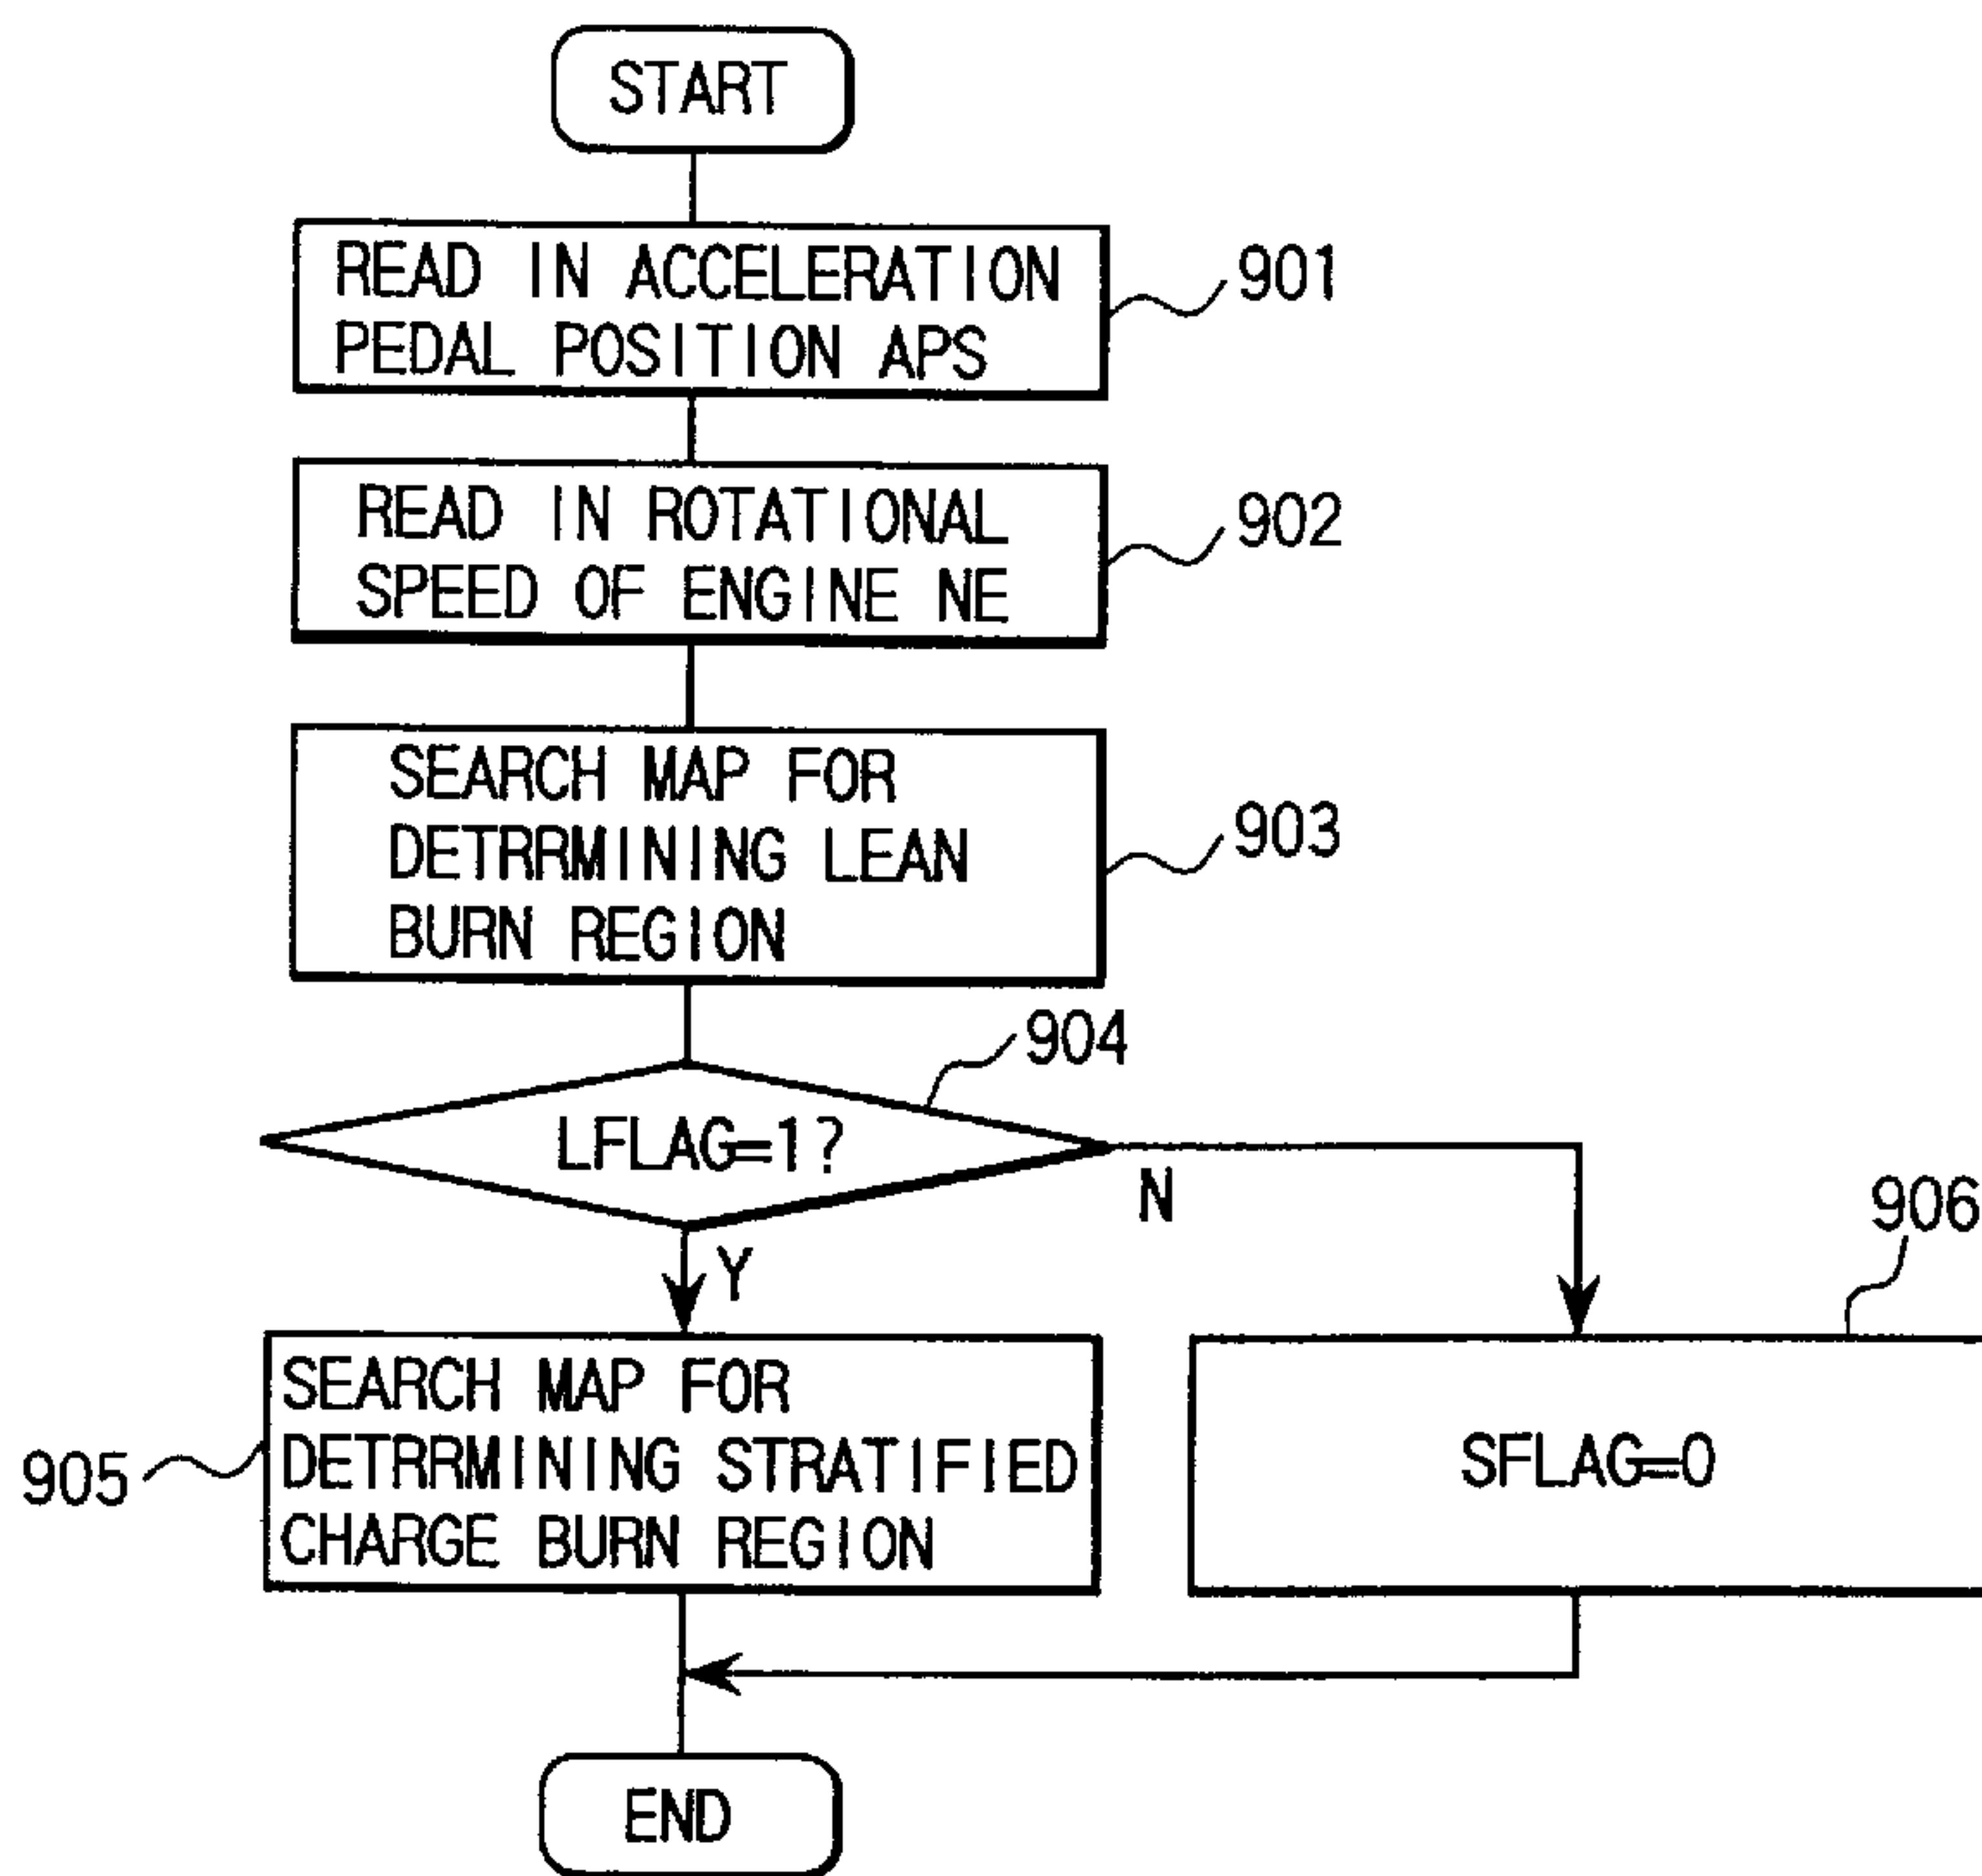 START
READ IN ACCELERATION
PEDAL POSITION APS
901
READ IN ROTATIONAL
SPEED OF ENGINE NE
902
SEARCH MAP FOR
DETRRMINING LEAN
BURN REGION
903
904
LFLAG=1?
N
Y
906
SEARCH MAP FOR
DETRRMINING STRATIFIED
CHARGE BURN REGION
905
SFLAG=0
END